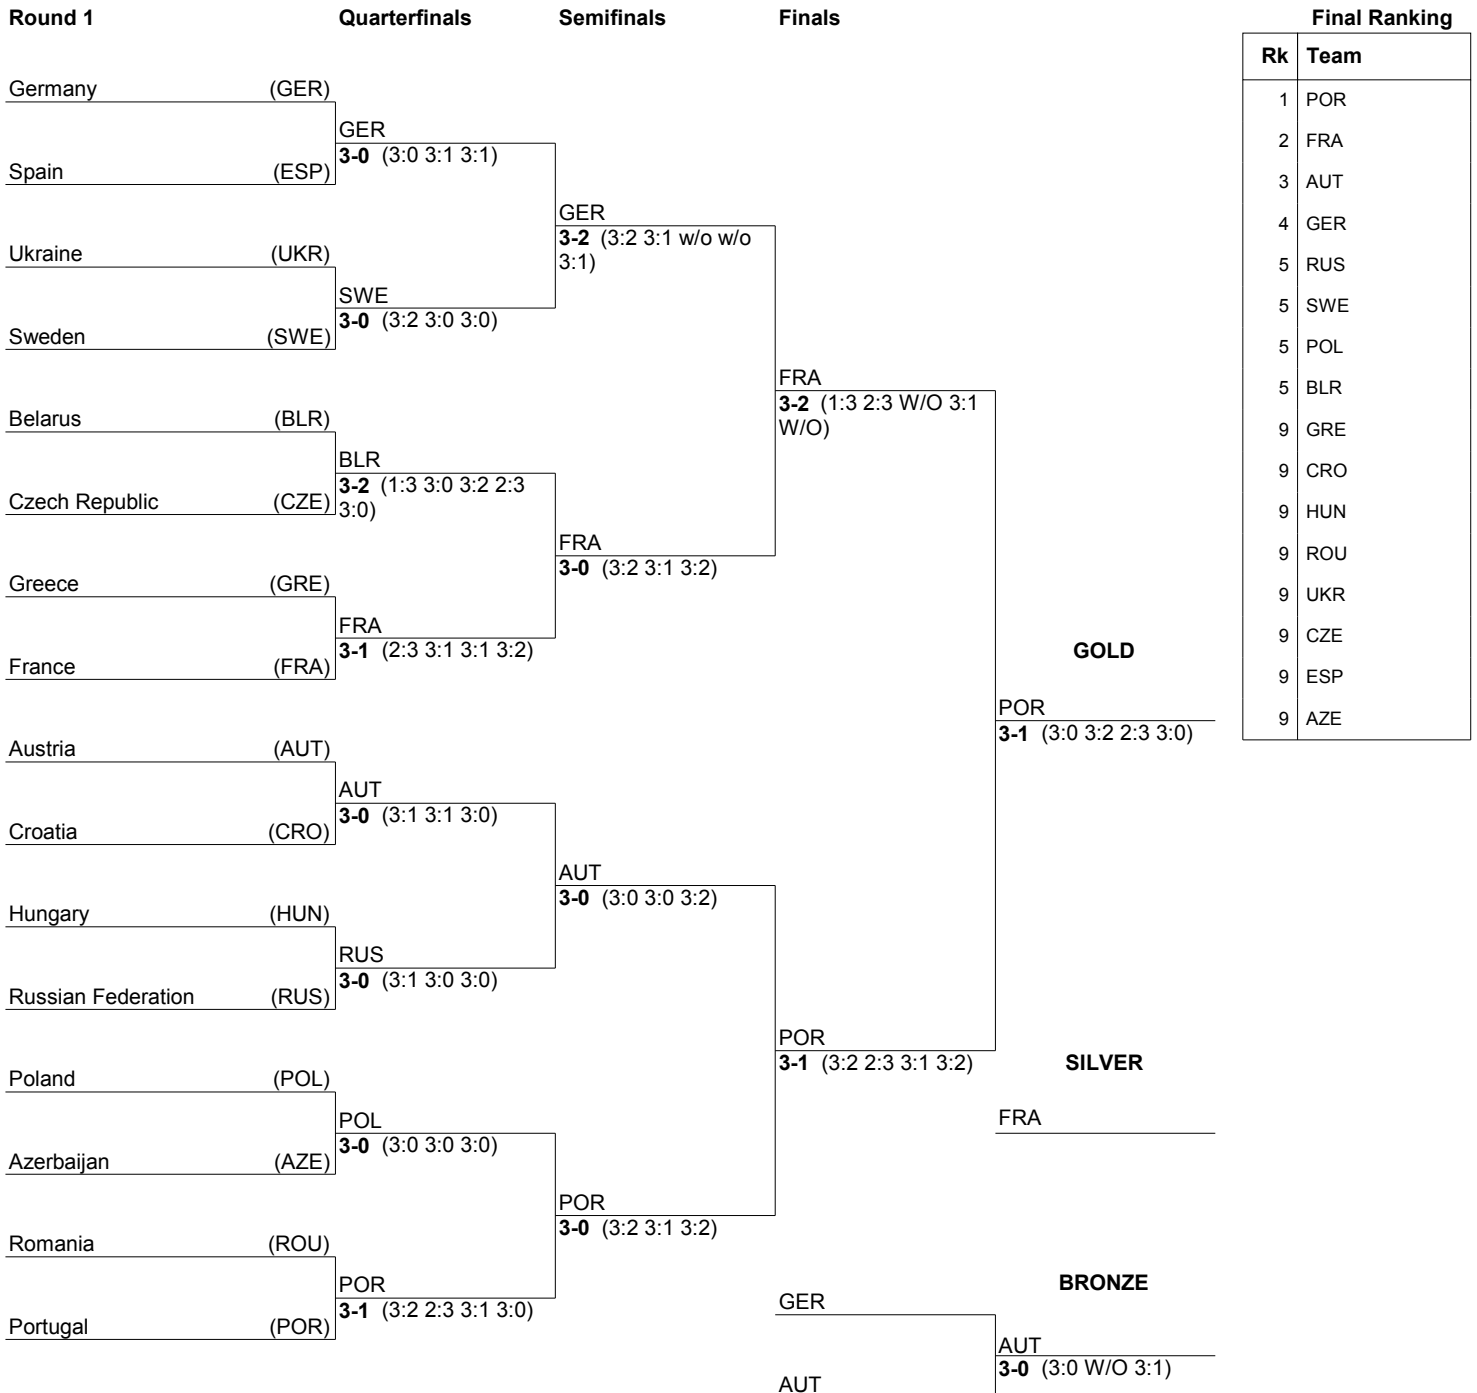 Round 1 Quarterfinals Semifinals Finals Final Ranking
Rk Team
Germany (GER)
1 POR
GER
3-0 (3:0 3:1 3:1)
2 FRA
Spain (ESP)
3 AUT
GER
3-2 (3:2 3:1 w/o w/o
3:1)
4 GER
Ukraine (UKR)
5 RUS
SWE
3-0 (3:2 3:0 3:0)
5 SWE
Sweden (SWE)
5 POL
FRA
3-2 (1:3 2:3 W/O 3:1
W/O)
5 BLR
Belarus (BLR)
9 GRE
BLR
3-2 (1:3 3:0 3:2 2:3
3:0)
9 CRO
Czech Republic (CZE)
9 HUN
FRA
3-0 (3:2 3:1 3:2)
9 ROU
Greece (GRE)
9 UKR
FRA
3-1 (2:3 3:1 3:1 3:2)
9 CZE
GOLD
France (FRA)
9 ESP
POR
3-1 (3:0 3:2 2:3 3:0)
9 AZE
Austria (AUT)
AUT
3-0 (3:1 3:1 3:0)
Croatia (CRO)
AUT
3-0 (3:0 3:0 3:2)
Hungary (HUN)
RUS
3-0 (3:1 3:0 3:0)
Russian Federation (RUS)
POR
3-1 (3:2 2:3 3:1 3:2)
SILVER
Poland (POL)
FRA
POL
3-0 (3:0 3:0 3:0)
Azerbaijan (AZE)
POR
3-0 (3:2 3:1 3:2)
Romania (ROU)
BRONZE
POR
3-1 (3:2 2:3 3:1 3:0)
GER
Portugal (POR)
AUT
3-0 (3:0 W/O 3:1)
AUT